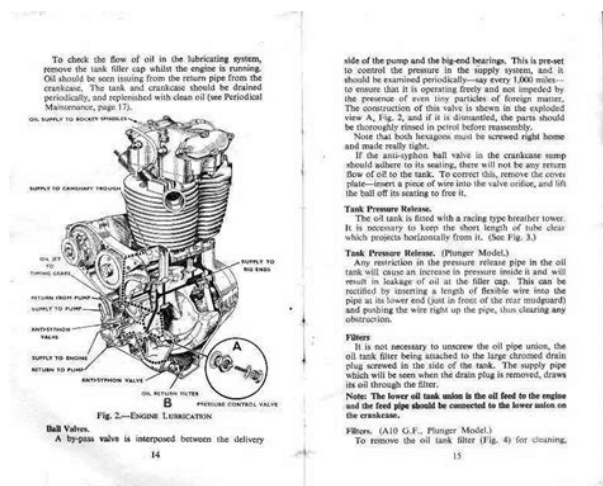 To check the flow of oil in the lubricating system,
remove the tank filler cap whilst the engine is running.
Oil should be seen issuing from the return pipe from the
crankcase. The tank and crankcase should be drained
periodically, and replenished with clean oil (see Periodical
Maintenance, page 17).
OIL SUPPLY TO ROCKER SPINDLES
SUPPLY TO CAMSHAFT TROUGH
OIL JET
TO
TIMING GEARS
SUPPLY TO
BIG ENDS
RETURN FROM PUMP
SUPPLY TO PUMP
ANTI-SYPHON
VALVE
SUPPLY TO ENGINE
RETURN TO PUMP
ANTI-SYPHON VALVE
A
OIL RETURN FILTER
B
PRESSURE CONTROL VALVE
Fig. 2.—ENGINE LUBRICATION
Ball Valves.
A by-pass valve is interposed between the delivery
14
side of the pump and the big-end bearings. This is pre-set
to control the pressure in the supply system, and it
should be examined periodically—say every 1,000 miles—
to ensure that it is operating freely and not impeded by
the presence of even tiny particles of foreign matter.
The construction of this valve is shewn in the exploded
view A, Fig. 2, and if it is dismantled, the parts should
be thoroughly rinsed in petrol before reassembly.
Note that both hexagons must be screwed right home
and made really tight.
If the anti-syphon ball valve in the crankcase sump
should adhere to its seating, there will not be any return
flow of oil to the tank. To correct this, remove the cover
plate—insert a piece of wire into the valve orifice, and lift
the ball off its seating to free it.
Tank Pressure Release.
The oil tank is fitted with a racing type breather tower.
It is necessary to keep the short length of tube clear
which projects horizontally from it. (See Fig. 3.)
Tank Pressure Release. (Plunger Model.)
Any restriction in the pressure release pipe in the oil
tank will cause an increase in pressure inside it and will
result in leakage of oil at the filler cap. This can be
rectified by inserting a length of flexible wire into the
pipe at its lower end (just in front of the rear mudguard)
and pushing the wire right up the pipe, thus clearing any
obstruction.
Filters
It is not necessary to unscrew the oil pipe union, the
oil tank filter being attached to the large chromed drain
plug screwed in the side of the tank. The supply pipe
which will be seen when the drain plug is removed, draws
its oil through the filter.
Note: The lower oil tank union is the oil feed to the engine
and the feed pipe should be connected to the lower union on
the crankcase.
Filters. (A10 G.F., Plunger Model.)
To remove the oil tank filter (Fig. 4) for cleaning,
15